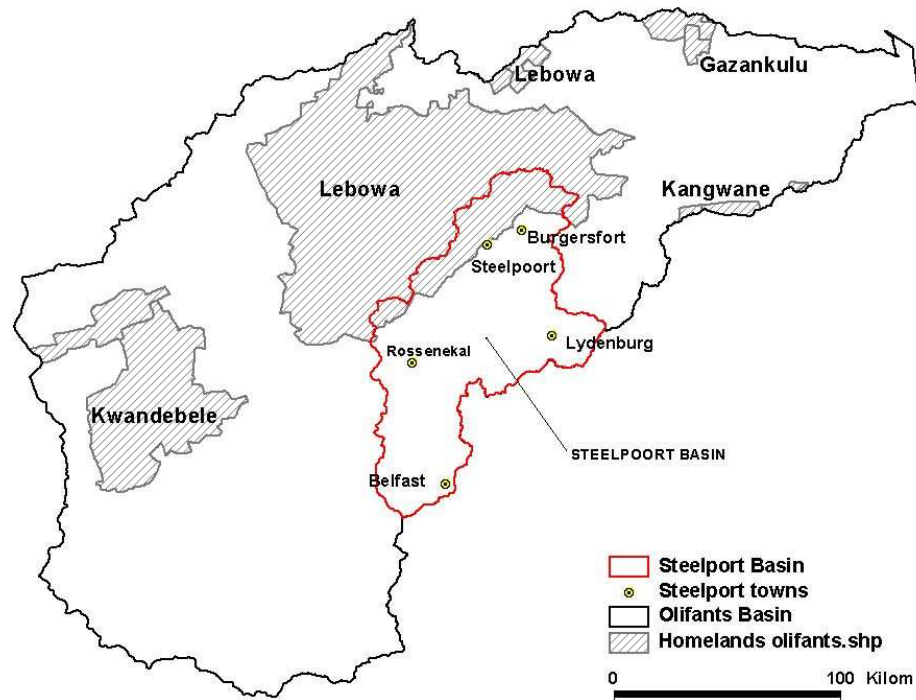 Lebowa
Gazankulu
Lebowa
Kangwane
Burgersfort
Steelpoort
Lydenburg
Rossenekal
Kwandebele
STEELPOORT BASIN
Belfast
Steelport Basin
Steelport towns
Olifants Basin
Homelands olifants.shp
0 100 Kilom